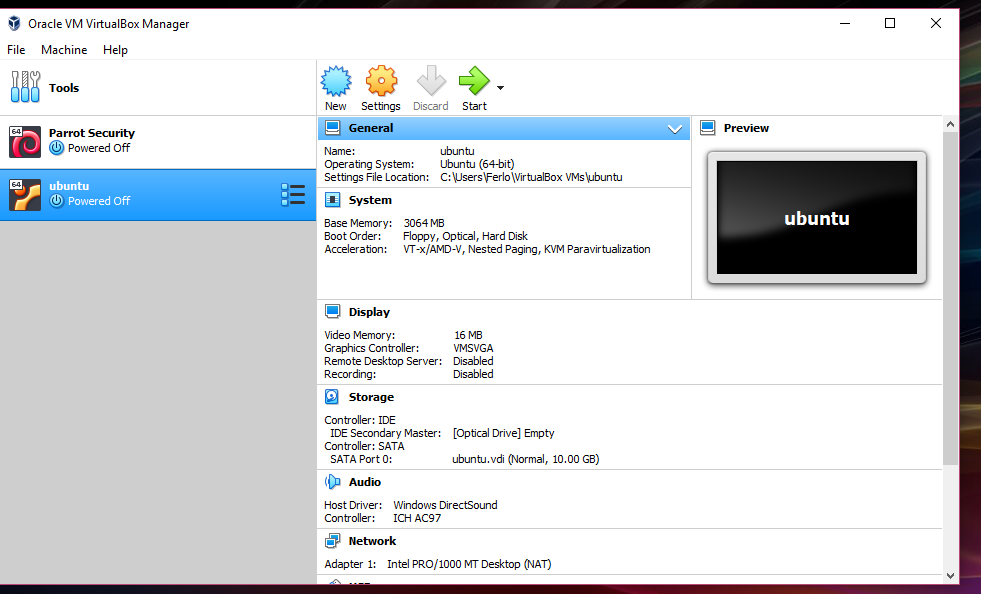 Oracle VM VirtualBox Manager
File Machine Help
Tools
New Settings Discard Start
64 Parrot Security
Powered Off
64 ubuntu
Powered Off
General
Name: ubuntu
Operating System: Ubuntu (64-bit)
Settings File Location: C:\Users\Ferlo\VirtualBox VMs\ubuntu
Preview
ubuntu
System
Base Memory: 3064 MB
Boot Order: Floppy, Optical, Hard Disk
Acceleration: VT-x/AMD-V, Nested Paging, KVM Paravirtualization
Display
Video Memory: 16 MB
Graphics Controller: VMSVGA
Remote Desktop Server: Disabled
Recording: Disabled
Storage
Controller: IDE
IDE Secondary Master: [Optical Drive] Empty
Controller: SATA
SATA Port 0: ubuntu.vdi (Normal, 10.00 GB)
Audio
Host Driver: Windows DirectSound
Controller: ICH AC97
Network
Adapter 1: Intel PRO/1000 MT Desktop (NAT)